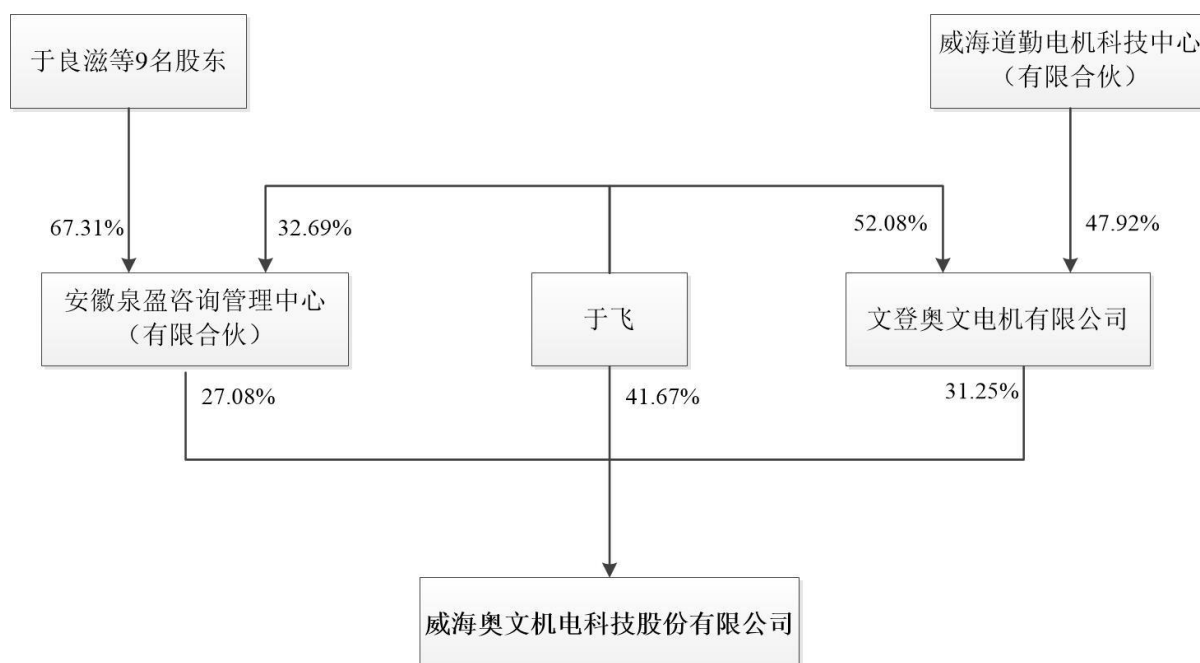 于良滋等9名股东
威海道勤电机科技中心
（有限合伙）
67.31%
32.69%
52.08%
47.92%
安徽泉盈咨询管理中心
（有限合伙）
于飞
文登奥文电机有限公司
27.08%
41.67%
31.25%
威海奥文机电科技股份有限公司